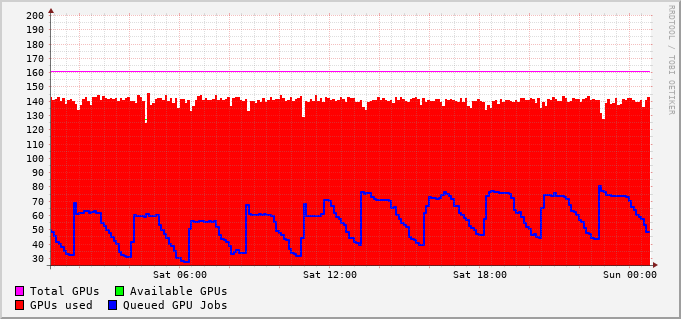 200
190
180
170
160
150
140
130
120
110
100
90
80
70
60
50
40
30
Sat 06:00
Sat 12:00
Sat 18:00
Sun 00:00
Total GPUs
Available GPUs
GPUs used
Queued GPU Jobs
RRDTOOL / TOBI OETIKER